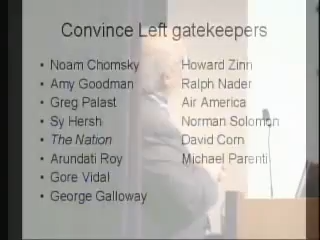 Convince Left gatekeepers
• Noam Chomsky
• Amy Goodman
• Greg Palast
• Sy Hersh
• The Nation
• Arundati Roy
• Gore Vidal
• George Galloway
Howard Zinn
Ralph Nader
Air America
Norman Solomon
David Corn
Michael Parenti